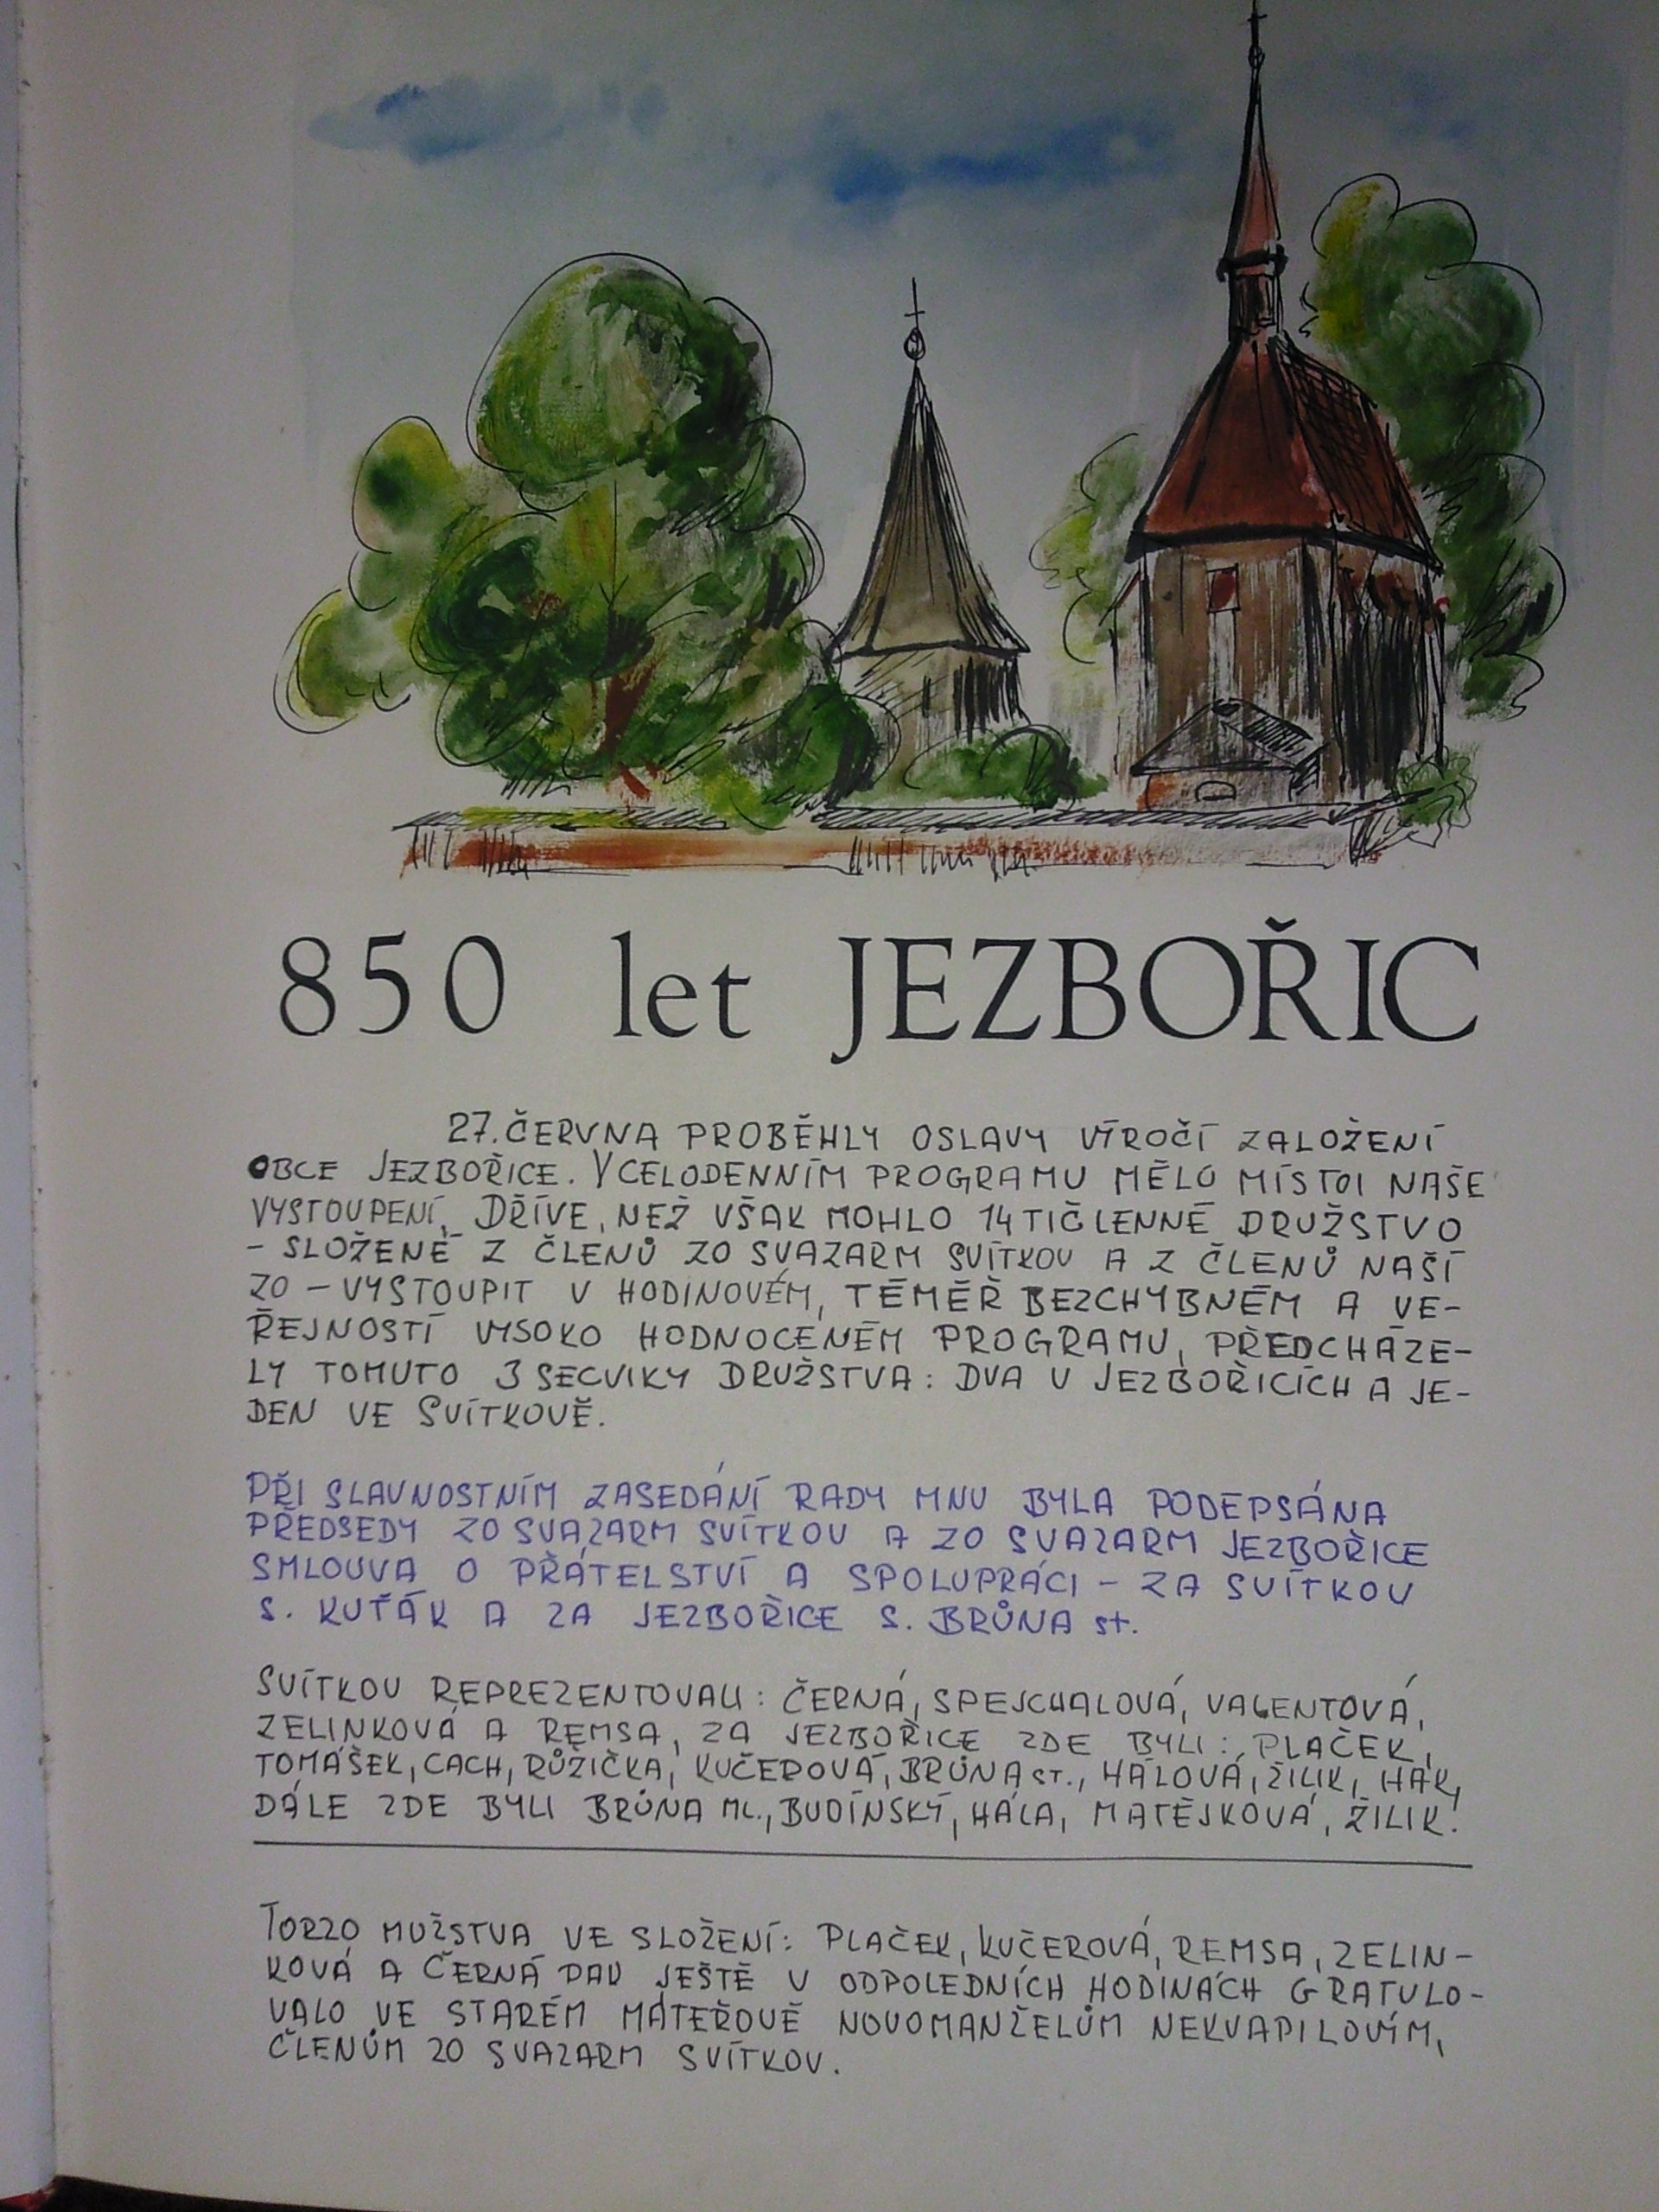 850 let JEZBOŘIC
27. ČERVNA PROBĚHLY OSLAVY VÍROČÍ ZALOŽENÍ
OBCE JEZBOŘICE. V CELODENNÍM PROGRAMU MĚLO MÍSTO I NAŠE
VYSTOUPENÍ. DŘÍVE, NEŽ VŠAK MOHLO 14TIČLENNÉ DRUŽSTVO
- SLOŽENÉ Z ČLENŮ ZO SVAZARM SVÍTKOV A Z ČLENŮ NAŠÍ
ZO - VYSTOUPIT V HODINOVÉM, TÉMĚŘ BEZCHYBNÉM A VE-
ŘEJNOSTÍ VYSOKO HODNOCENÉM PROGRAMU, PŘEDCHÁZE-
LY TOMUTO 3 SECVIKY DRUŽSTVA: DVA V JEZBOŘICÍCH A JE-
DEN VE SVÍTKOVĚ.
PŘI SLAVNOSTNÍM ZASEDÁNÍ RADY MNV BYLA PODEPSÁNA
PŘEDSEDY ZO SVAZARM SVÍTKOV A ZO SVAZARM JEZBOŘICE
SMLOUVA O PŘÁTELSTVÍ A SPOLUPRÁCI - ZA SVÍTKOV
S. KUŤÁK A ZA JEZBOŘICE S. BRŮNA st.
SVÍTKOV REPREZENTOVALI: ČERNÁ, SPEJCHALOVÁ, VALENTOVÁ,
ZELINKOVÁ A REMSA, ZA JEZBOŘICE ZDE BYLI: PLAČEK,
TOMÁŠEK, CACH, RŮŽIČKA, KUČEROVÁ, BRŮNA ST., HÁLOVÁ, ŽILIK, HÁK,
DÁLE ZDE BYLI BRŮNA ML., BUDÍNSKÝ, HÁLA, MATĚJKOVÁ, ŽILIK.
TORZO MUŽSTVA VE SLOŽENÍ: PLAČEK, KUČEROVÁ, REMSA, ZELIN-
KOVÁ A ČERNÁ PAK JEŠTĚ V ODPOLEDNÍCH HODINÁCH GRATULO-
VALO VE STARÉM MATEŘOVĚ NOVOMANŽELŮM NEKVAPILOVÍM,
ČLENŮM ZO SVAZARM SVÍTKOV.